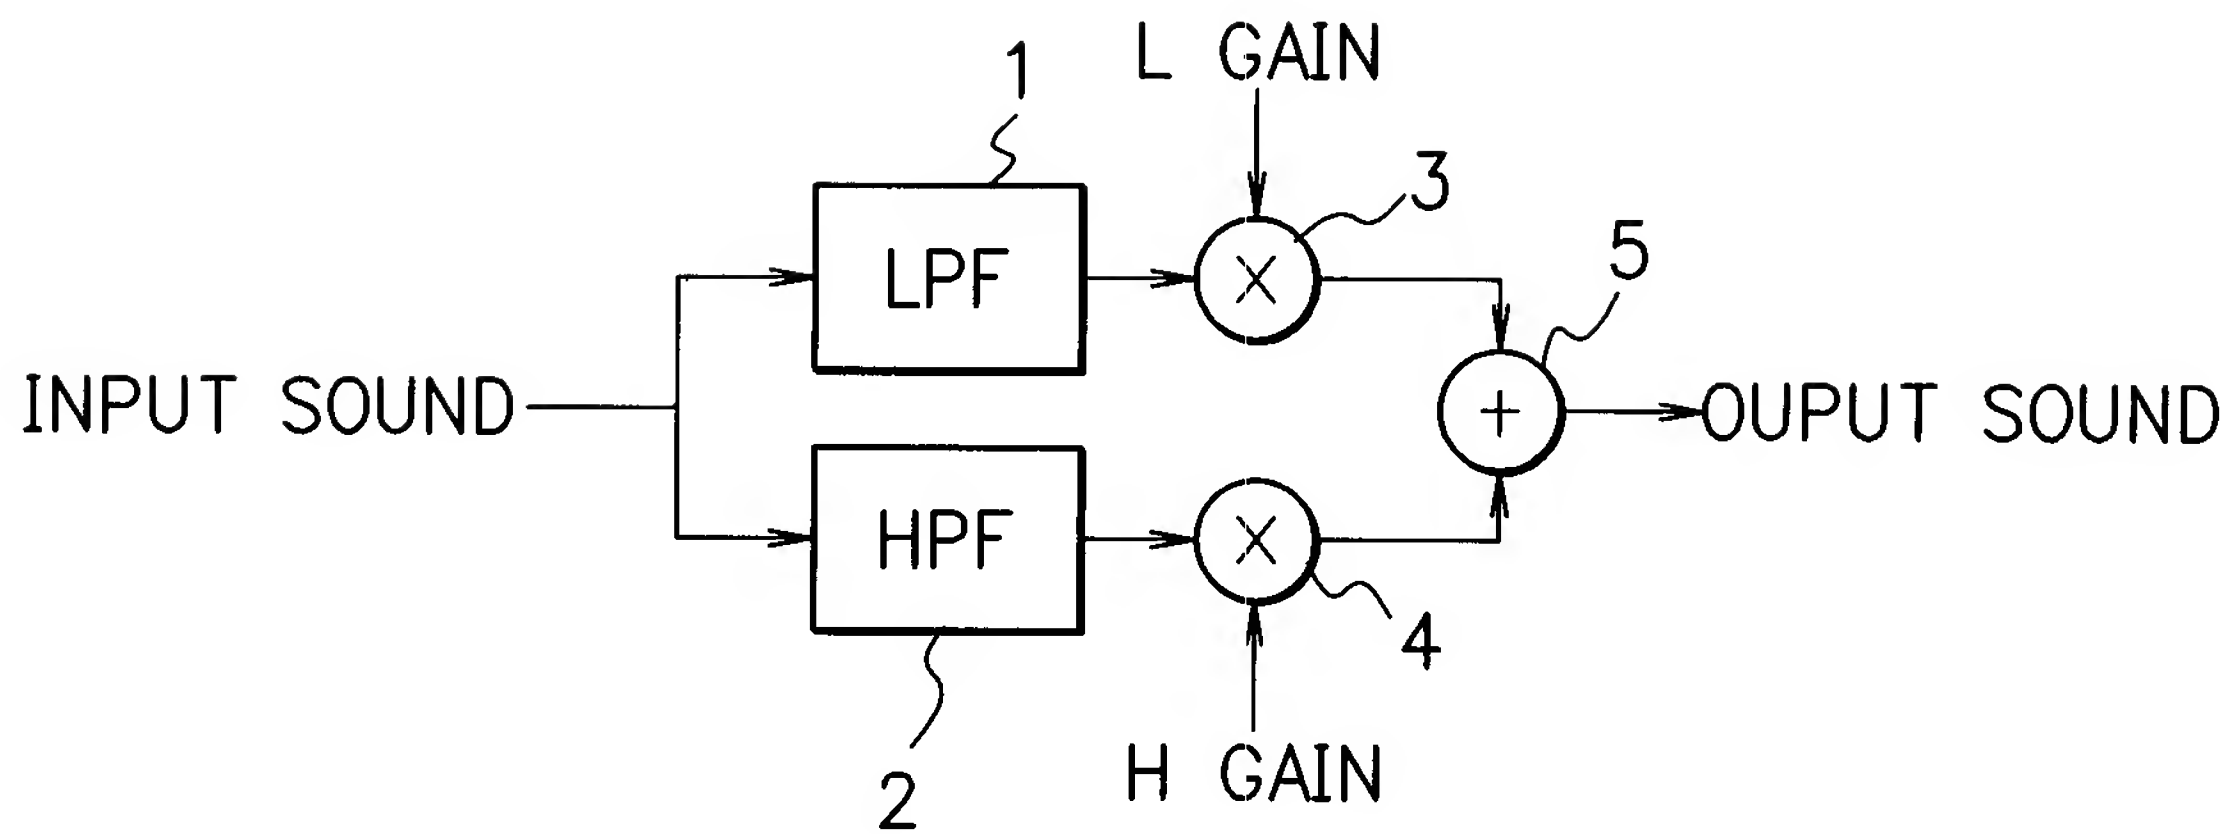 1
L GAIN
3
5
LPF
INPUT SOUND
OUPUT SOUND
HPF
4
2
H GAIN